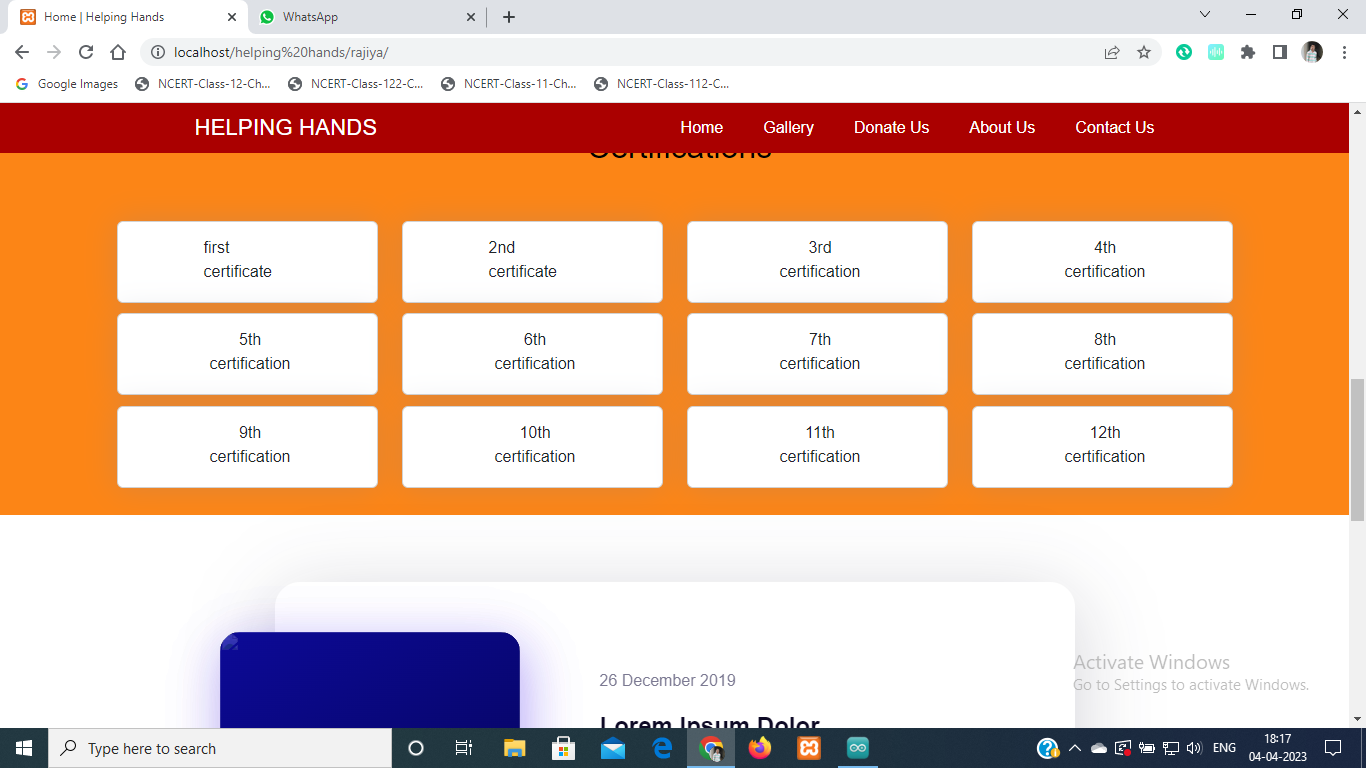 Home | Helping Hands
WhatsApp
localhost/helping%20hands/rajiya/
Google Images
NCERT-Class-12-Ch...
NCERT-Class-122-C...
NCERT-Class-11-Ch...
NCERT-Class-112-C...
HELPING HANDS
Home
Gallery
Donate Us
About Us
Contact Us
Certifications
first
certificate
2nd
certificate
3rd
certification
4th
certification
5th
certification
6th
certification
7th
certification
8th
certification
9th
certification
10th
certification
11th
certification
12th
certification
26 December 2019
Lorem Ipsum Dolor
Activate Windows
Go to Settings to activate Windows.
Type here to search
ENG
18:17
04-04-2023